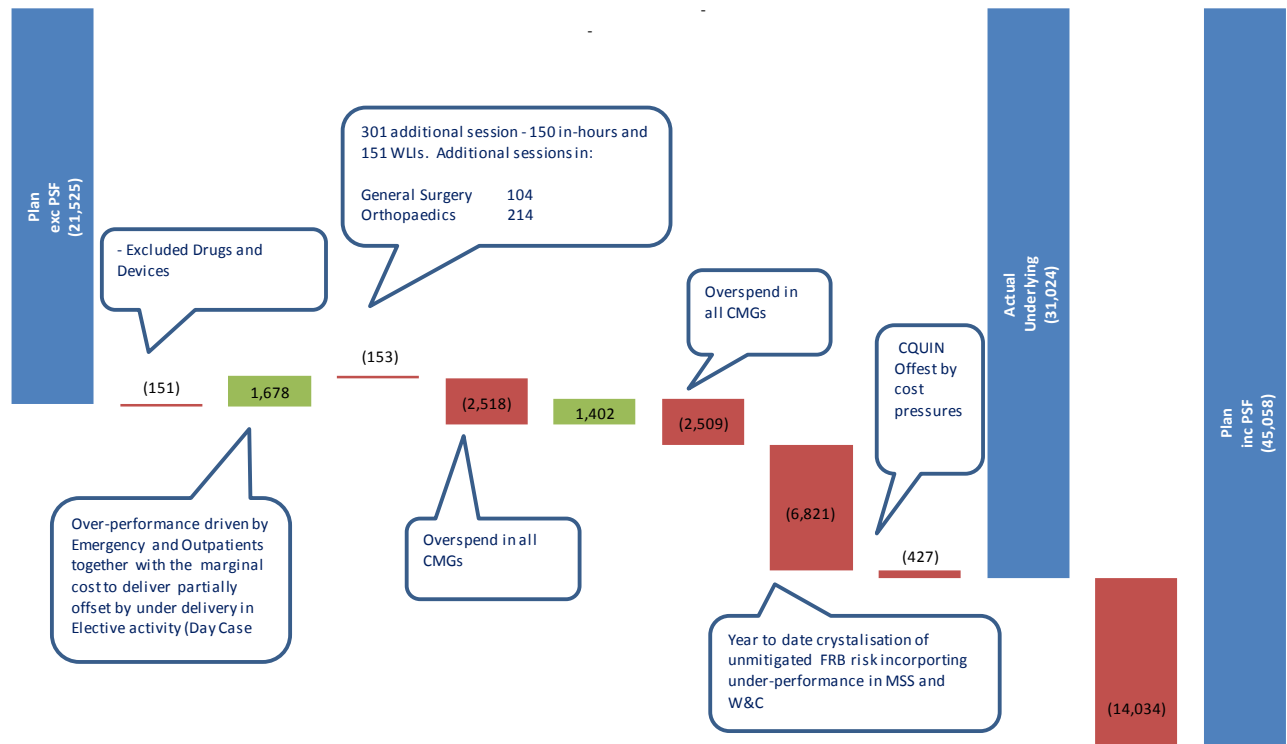 -
-
Plan
exc PSF
(21,525)
301 additional session - 150 in-hours and
151 WLIs. Additional sessions in:
General Surgery 104
Orthopaedics 214
- Excluded Drugs and
Devices
(151)
1,678
(153)
(2,518)
1,402
(2,509)
Overspend in
all CMGs
(6,821)
CQUIN
Offest by
cost
pressures
(427)
Actual
Underlying
(31,024)
Plan
inc PSF
(45,058)
Over-performance driven by
Emergency and Outpatients
together with the marginal
cost to deliver partially
offset by under delivery in
Elective activity (Day Case
Overspend in all
CMGs
Year to date crystalisation of
unmitigated FRB risk incorporting
under-performance in MSS and
W&C
(14,034)